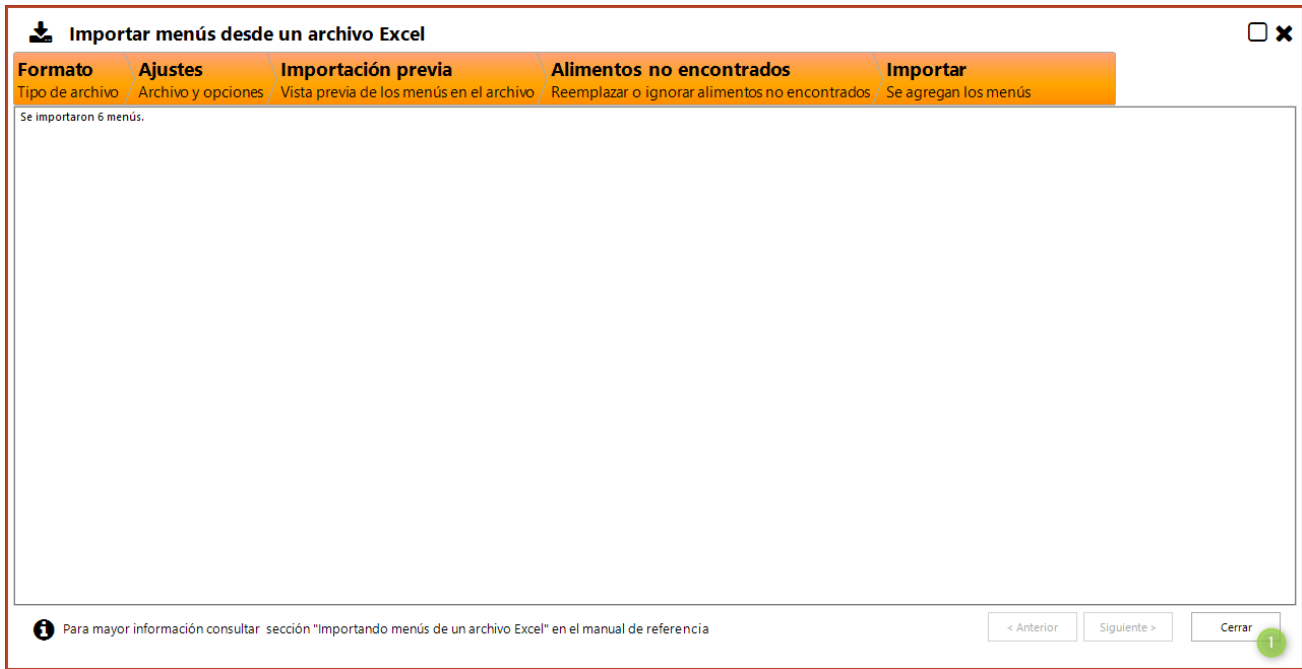 Importar menús desde un archivo Excel
Formato Ajustes Importación previa Alimentos no encontrados Importar
Tipo de archivo Archivo y opciones Vista previa de los menús en el archivo Reemplazar o ignorar alimentos no encontrados Se agregan los menús
Se importaron 6 menús.
Para mayor información consultar sección "Importando menús de un archivo Excel" en el manual de referencia
< Anterior Siguiente > Cerrar
1